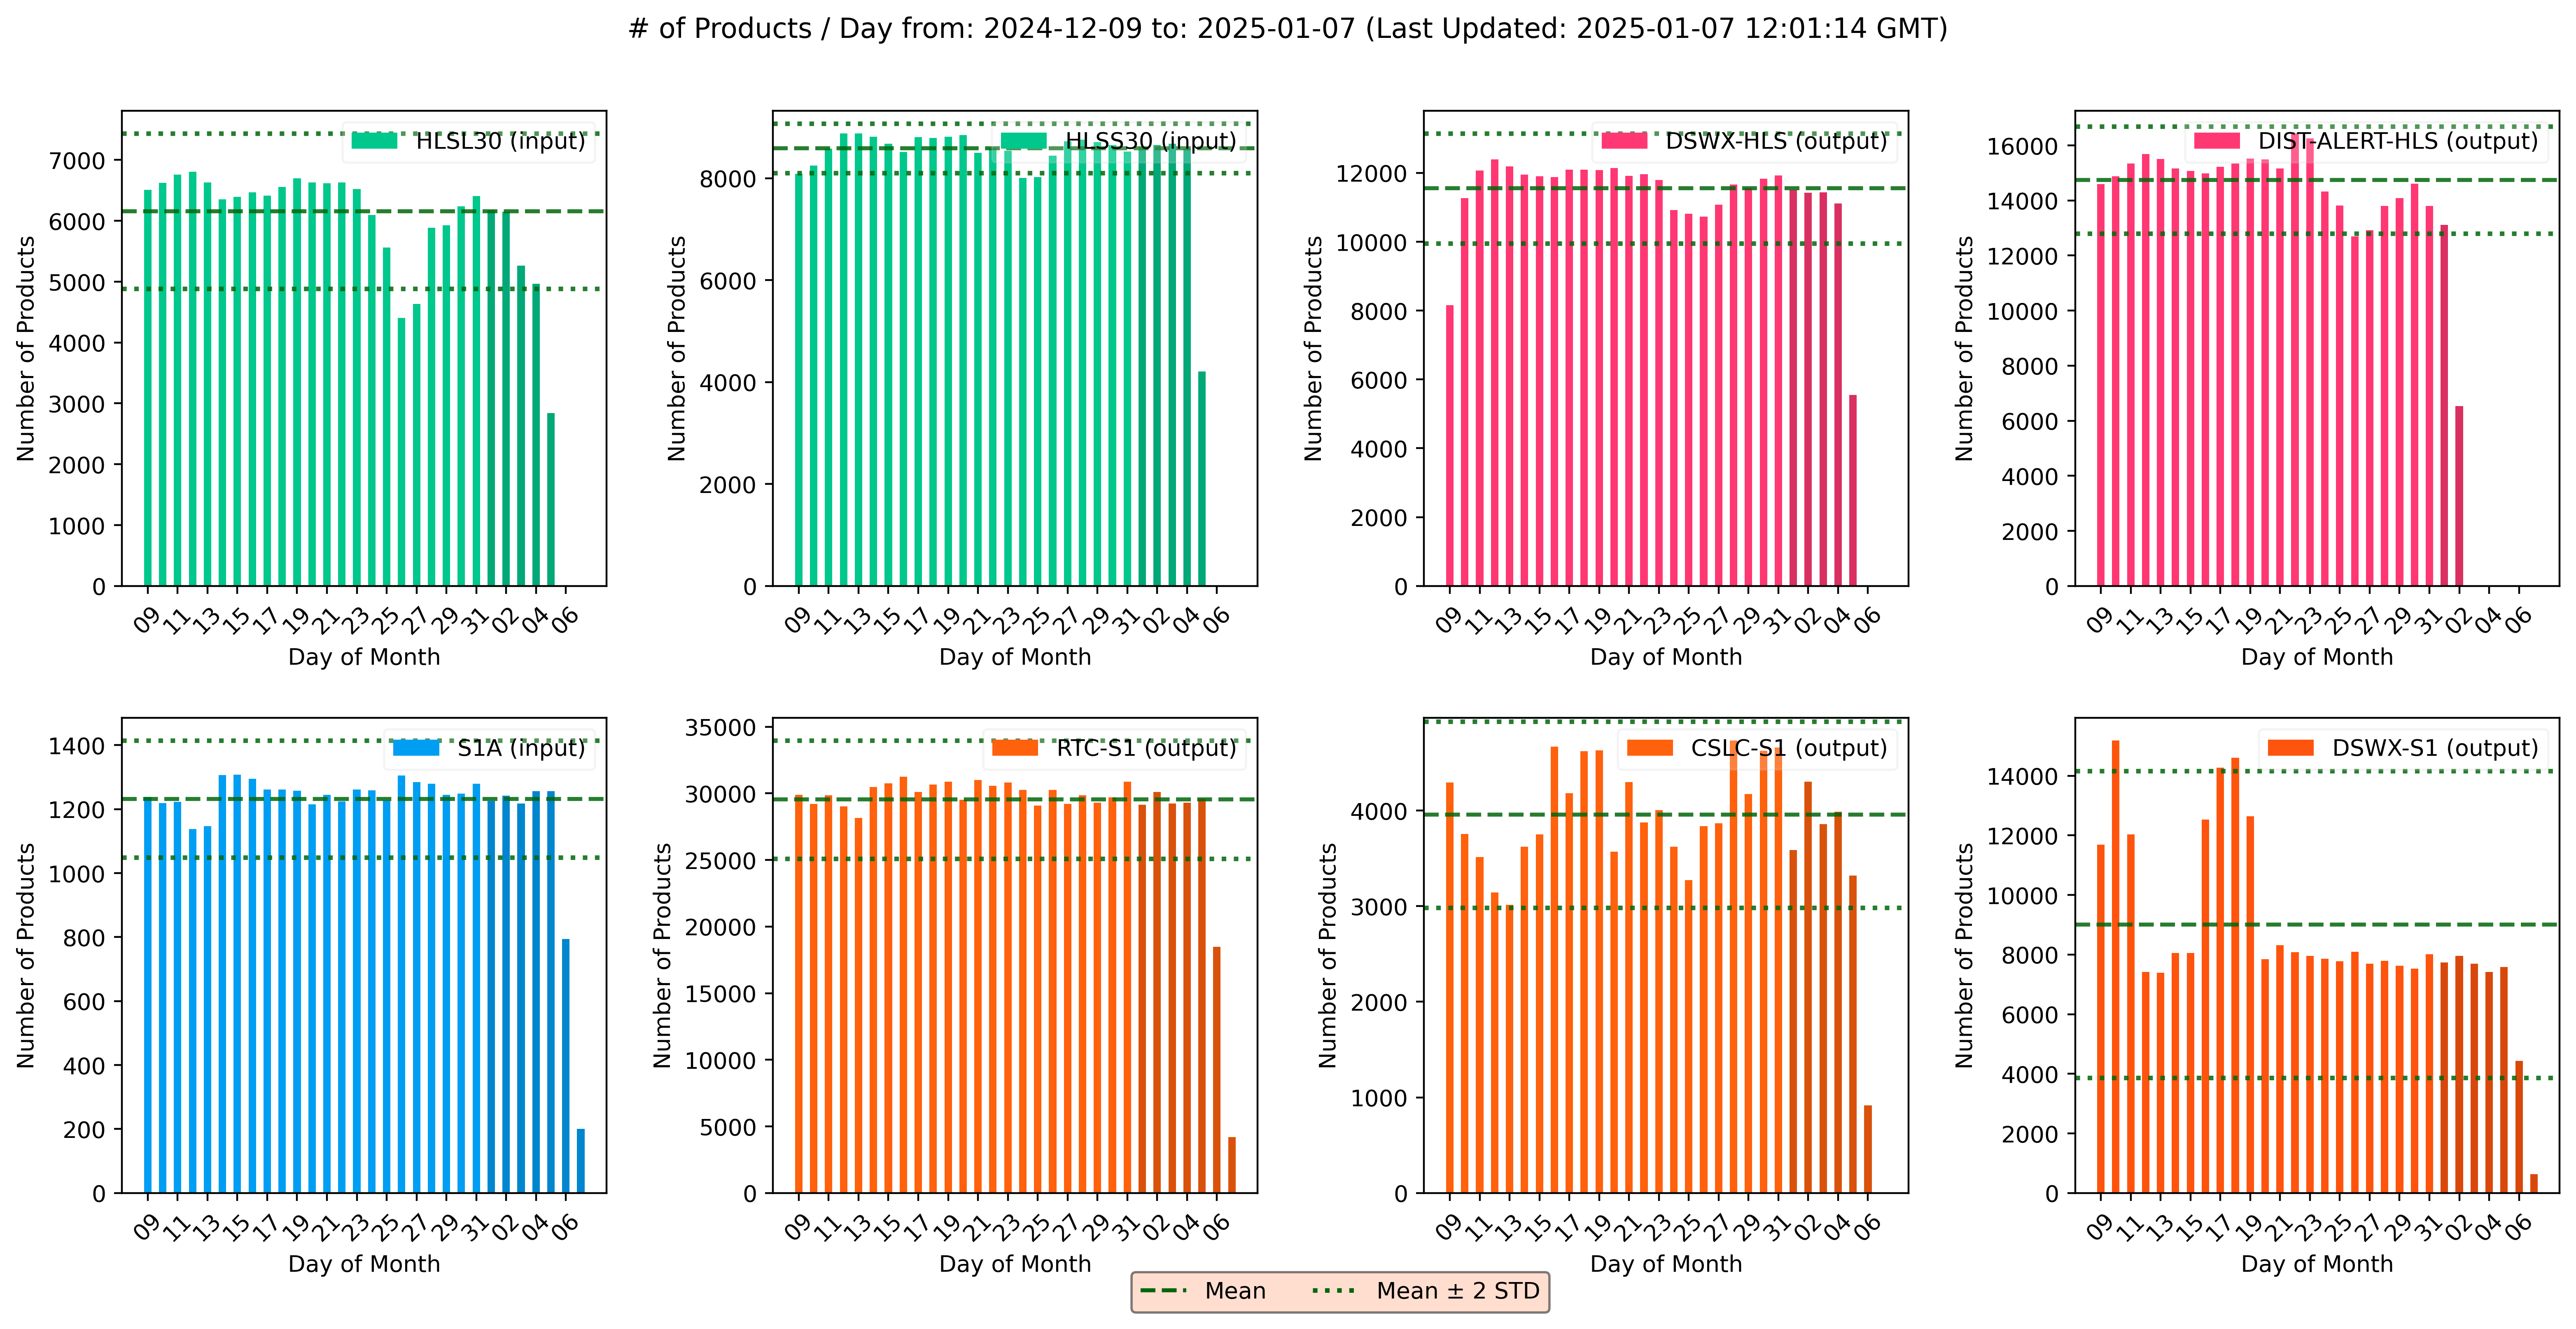 # of Products / Day from: 2024-12-09 to: 2025-01-07 (Last Updated: 2025-01-07 12:01:14 GMT)
HLSL30 (input)
Number of Products
7000
6000
5000
4000
3000
2000
1000
0
09 11 13 15 17 19 21 23 25 27 29 31 02 04 06
Day of Month
HLSS30 (input)
Number of Products
8000
6000
4000
2000
0
09 11 13 15 17 19 21 23 25 27 29 31 02 04 06
Day of Month
DSWX-HLS (output)
Number of Products
12000
10000
8000
6000
4000
2000
0
09 11 13 15 17 19 21 23 25 27 29 31 02 04 06
Day of Month
DIST-ALERT-HLS (output)
Number of Products
16000
14000
12000
10000
8000
6000
4000
2000
0
09 11 13 15 17 19 21 23 25 27 29 31 02 04 06
Day of Month
S1A (input)
Number of Products
1400
1200
1000
800
600
400
200
0
09 11 13 15 17 19 21 23 25 27 29 31 02 04 06
Day of Month
RTC-S1 (output)
Number of Products
35000
30000
25000
20000
15000
10000
5000
0
09 11 13 15 17 19 21 23 25 27 29 31 02 04 06
Day of Month
CSLC-S1 (output)
Number of Products
4000
3000
2000
1000
0
09 11 13 15 17 19 21 23 25 27 29 31 02 04 06
Day of Month
DSWX-S1 (output)
Number of Products
14000
12000
10000
8000
6000
4000
2000
0
09 11 13 15 17 19 21 23 25 27 29 31 02 04 06
Day of Month
Mean
Mean ± 2 STD